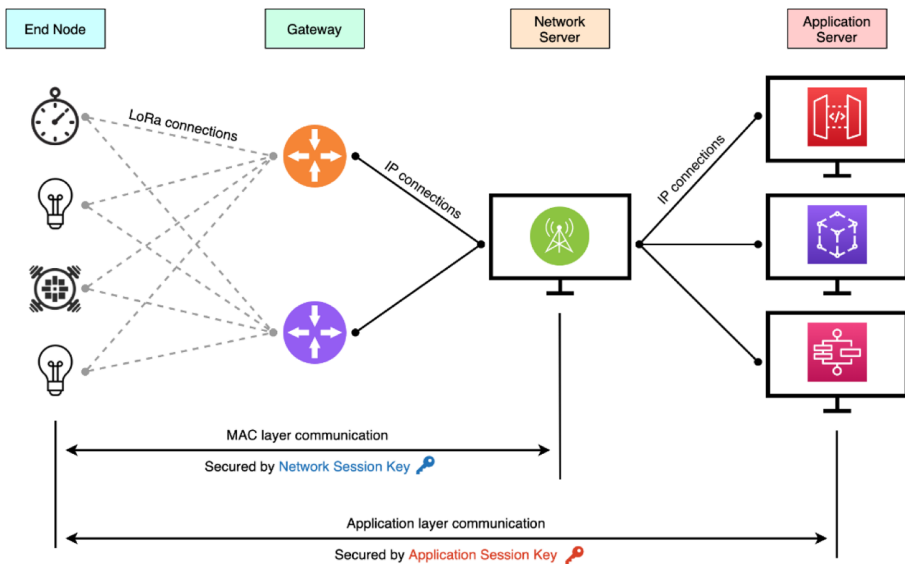 End Node
Gateway
Network
Server
Application
Server
LoRa connections
IP connections
IP connections
</>
MAC layer communication
Secured by Network Session Key
Application layer communication
Secured by Application Session Key